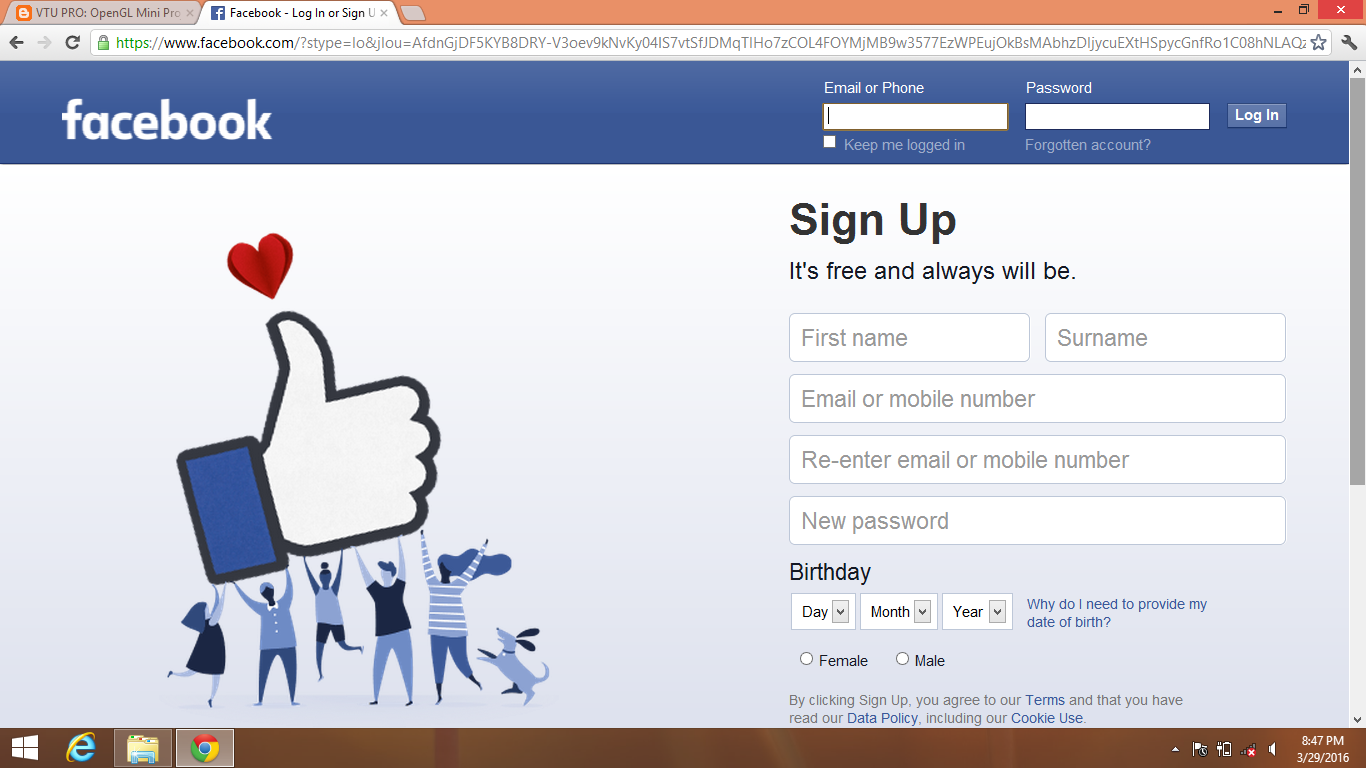 VTU PRO: OpenGL Mini Pro
Facebook - Log In or Sign U
https://www.facebook.com/?stype=lo&jlou=AfdnGjDF5KYB8DRY-V3oev9kNvKy04IS7vtSfJDMqTlHo7zCOL4FOYMjMB9w3577EzWPEujOkBsMAbhzDIjycuEXtHSpycGnfRo1C08hNLAQz
facebook
Email or Phone
Password
Log In
Keep me logged in
Forgotten account?
Sign Up
It's free and always will be.
First name
Surname
Email or mobile number
Re-enter email or mobile number
New password
Birthday
Day
Month
Year
Why do I need to provide my
date of birth?
Female
Male
By clicking Sign Up, you agree to our Terms and that you have
read our Data Policy, including our Cookie Use.
8:47 PM
3/29/2016